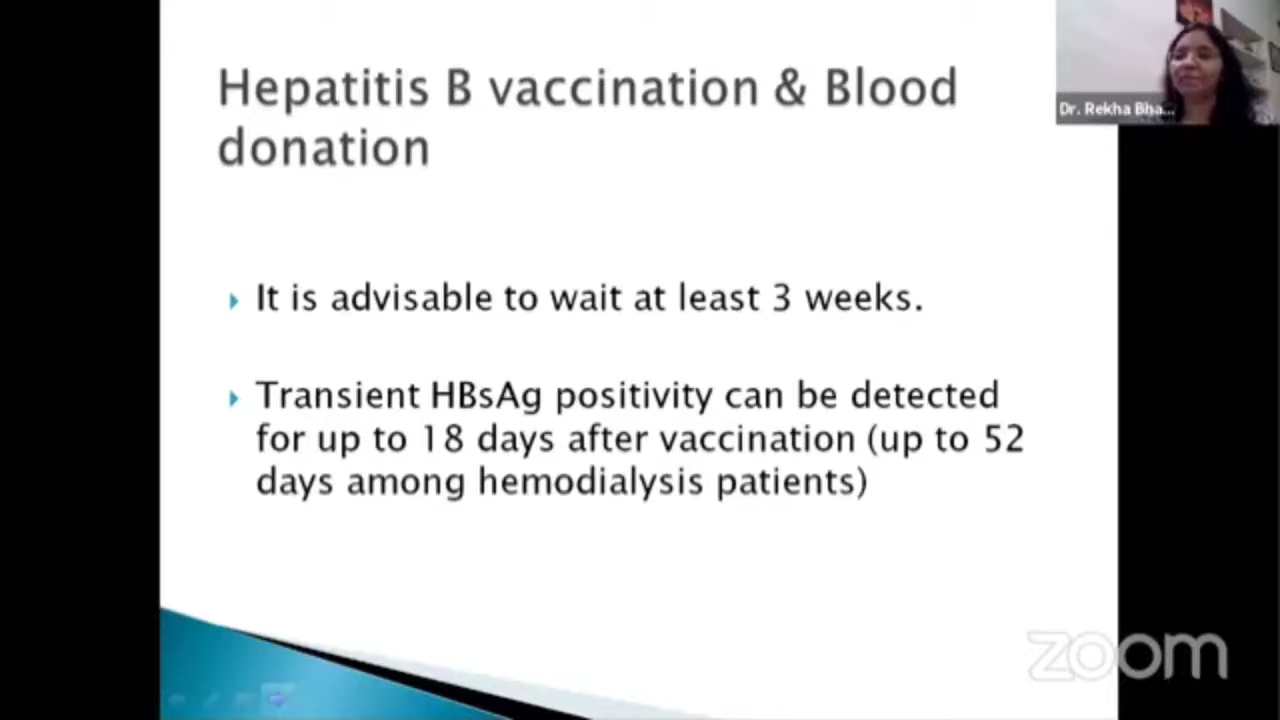 Hepatitis B vaccination & Blood
donation
Dr. Rekha Bha...
It is advisable to wait at least 3 weeks.
Transient HBsAg positivity can be detected
for up to 18 days after vaccination (up to 52
days among hemodialysis patients)
zoom